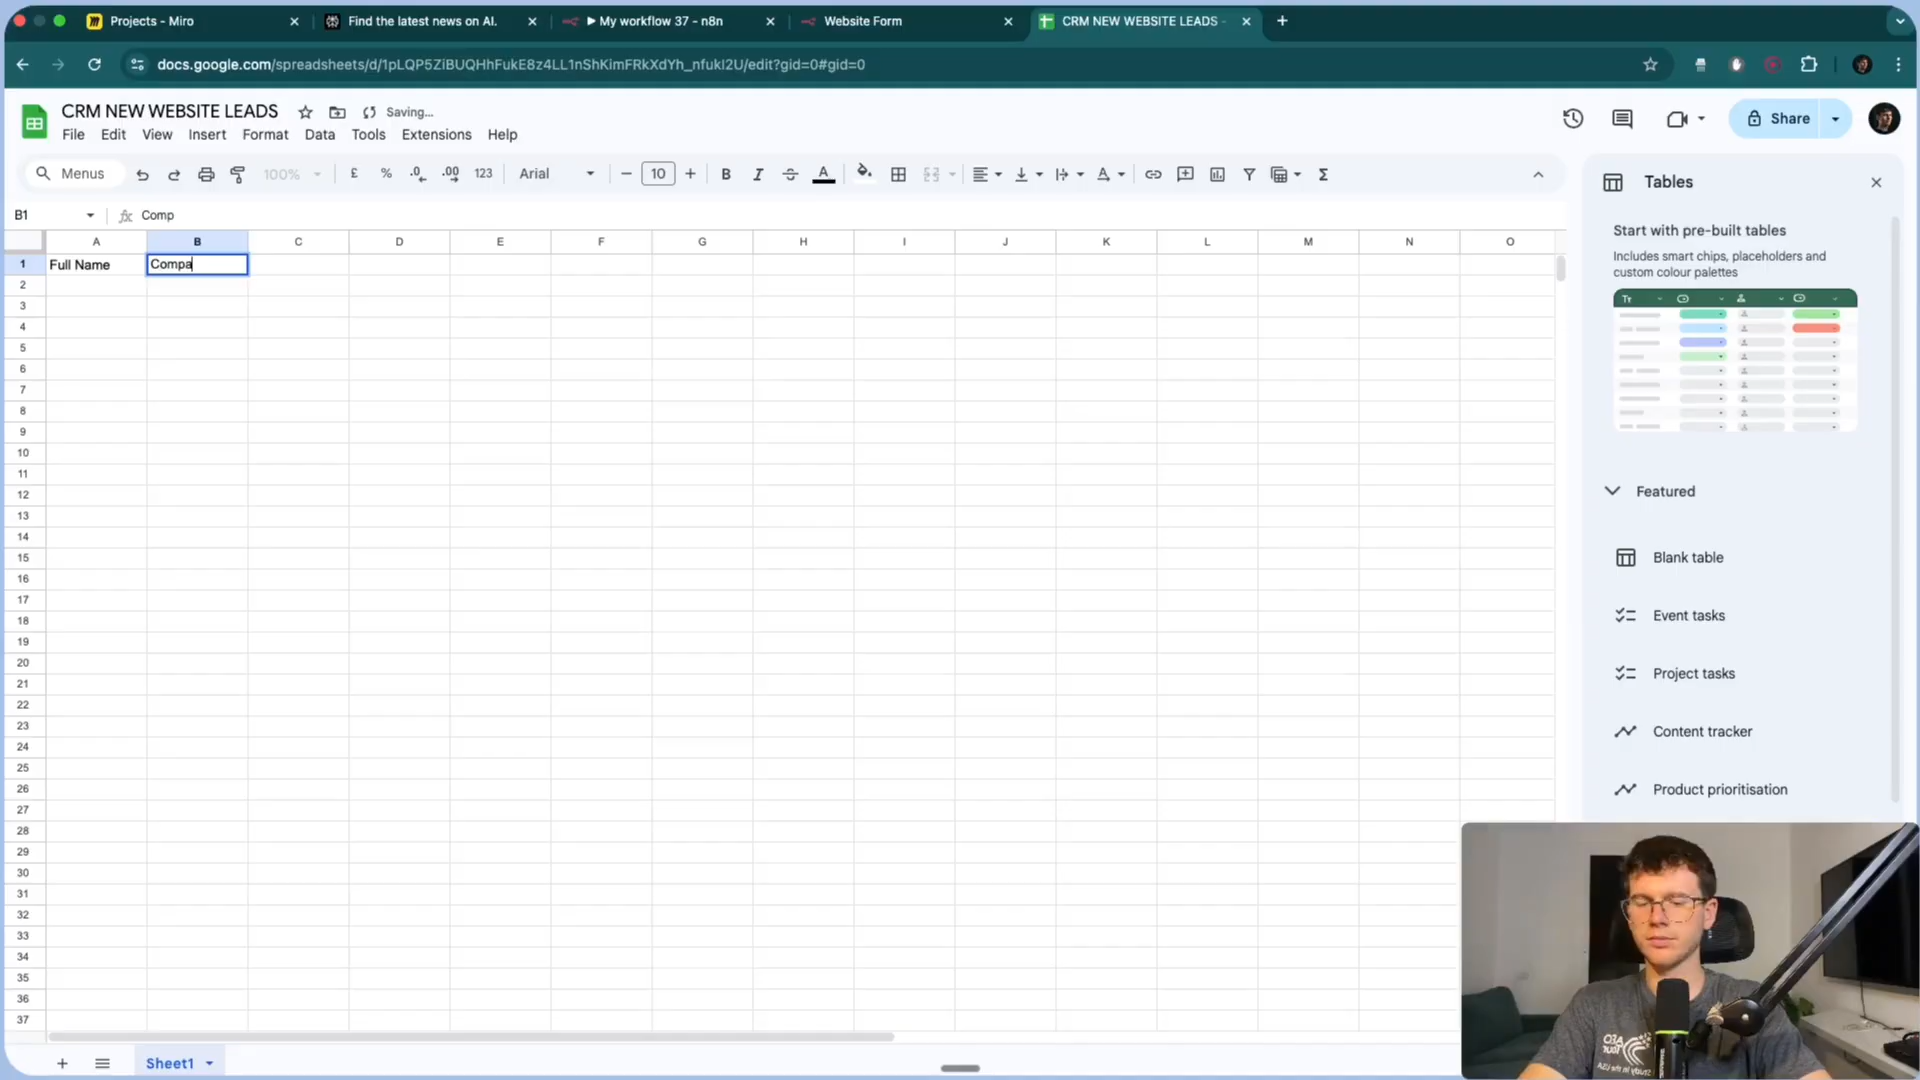 Projects - Miro
Find the latest news on AI.
My workflow 37 - n8n
Website Form
CRM NEW WEBSITE LEADS -
docs.google.com/spreadsheets/d/1pLQP5ZiBUQHhFukE8z4LL1nShKimFRkXdYh_nfukI2U/edit?gid=0#gid=0
CRM NEW WEBSITE LEADS
Saving...
File Edit View Insert Format Data Tools Extensions Help
Share
Menus
100%
£ % .0 .00 123
Arial
10
B I
A
Σ
B1
fx Comp
A B C D E F G H I J K L M N O
1 Full Name Compa
2
3
4
5
6
7
8
9
10
11
12
13
14
15
16
17
18
19
20
21
22
23
24
25
26
27
28
29
30
31
32
33
34
35
36
37
Sheet1
Tables
Start with pre-built tables
Includes smart chips, placeholders and
custom colour palettes
Tт
Featured
Blank table
Event tasks
Project tasks
Content tracker
Product prioritisation